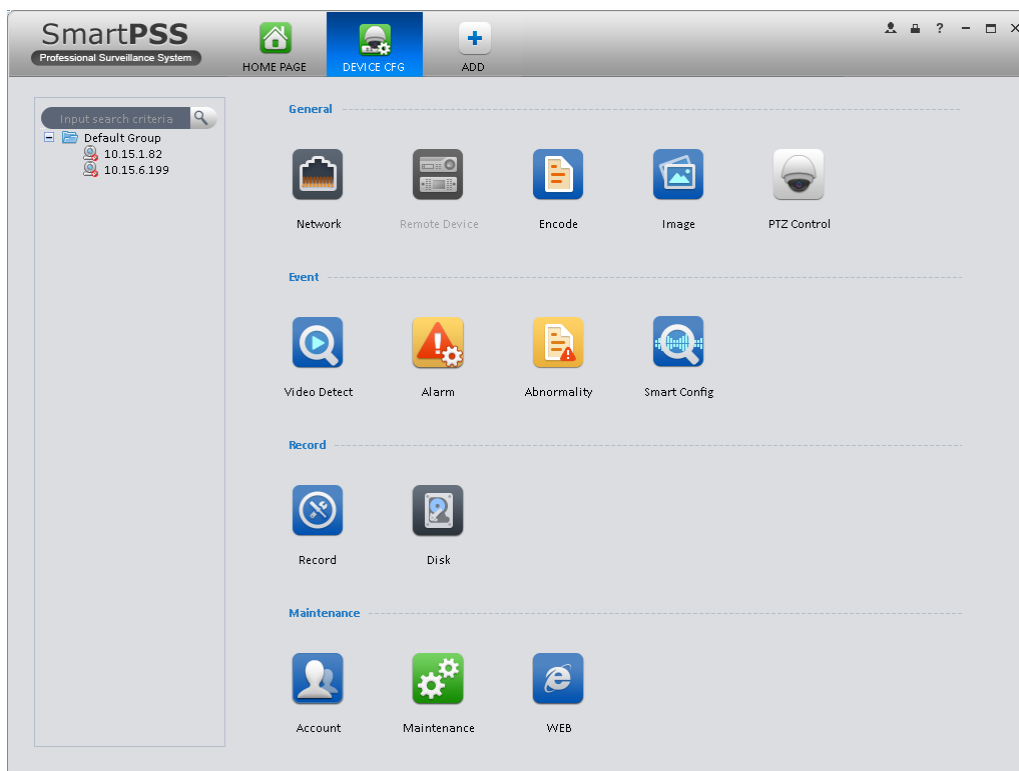 SmartPSS
Professional Surveillance System
HOME PAGE
DEVICE CFG
ADD
?
Input search criteria
Default Group
10.15.1.82
10.15.6.199
General
Network
Remote Device
Encode
Image
PTZ Control
Event
Video Detect
Alarm
Abnormality
Smart Config
Record
Record
Disk
Maintenance
Account
Maintenance
WEB